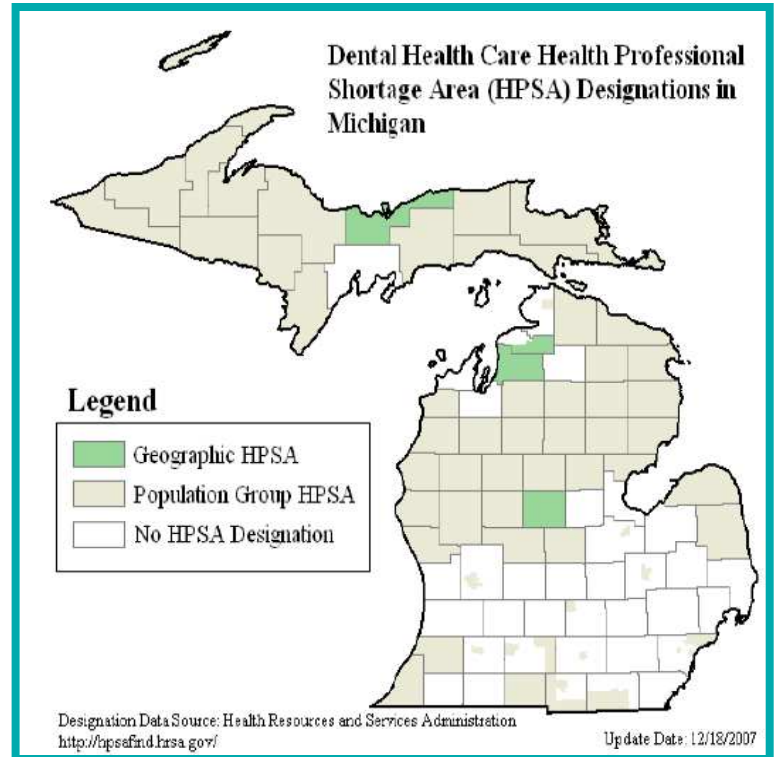 Dental Health Care Health Professional
Shortage Area (HPSA) Designations in
Michigan
Legend
Geographic HPSA
Population Group HPSA
No HPSA Designation
Designation Data Source: Health Resources and Services Administration
http://hpsafind.hrsa.gov/
Update Date: 12/18/2007